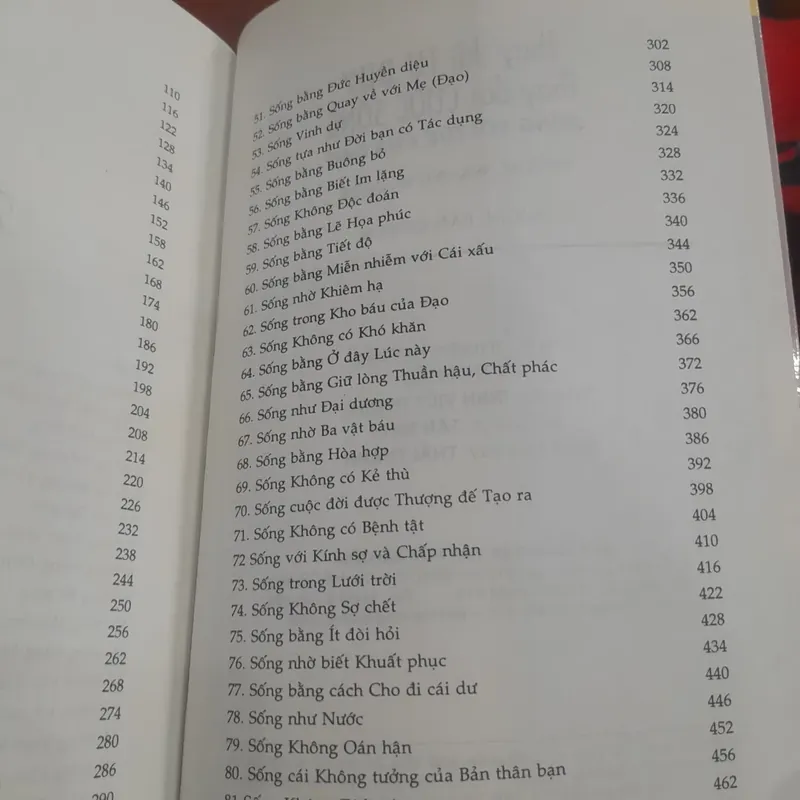 110
116
122
128
134
140
146
152
158
162
168
174
180
186
192
198
204
208
214
220
226
232
238
244
250
256
262
268
274
280
286
290
51. Sống bằng Đức Huyền diệu 302
52. Sống bằng Quay về với Mẹ (Đạo) 308
53. Sống Vinh dự 314
54. Sống tựa như Đời bạn có Tác dụng 320
55. Sống bằng Buông bỏ 324
56. Sống bằng Biết Im lặng 328
57. Sống Không Độc đoán 332
58. Sống bằng Lẽ Họa phúc 336
59. Sống bằng Tiết độ 340
60. Sống bằng Miễn nhiễm với Cái xấu 344
61. Sống nhờ Khiêm hạ 350
62. Sống trong Kho báu của Đạo 356
63. Sống Không có Khó khăn 362
64. Sống bằng Ở đây Lúc này 366
65. Sống bằng Giữ lòng Thuần hậu, Chất phác 372
66. Sống như Đại dương 376
67. Sống nhờ Ba vật báu 380
68. Sống bằng Hòa hợp 386
69. Sống Không có Kẻ thù 392
70. Sống cuộc đời được Thượng đế Tạo ra 398
71. Sống Không có Bệnh tật 404
72 Sống với Kính sợ và Chấp nhận 410
73. Sống trong Lưới trời 416
74. Sống Không Sợ chết 422
75. Sống bằng Ít đòi hỏi 428
76. Sống nhờ biết Khuất phục 434
77. Sống bằng cách Cho đi cái dư 440
78. Sống như Nước 446
79. Sống Không Oán hận 452
80. Sống cái Không tưởng của Bản thân bạn 456
81. Sống 462